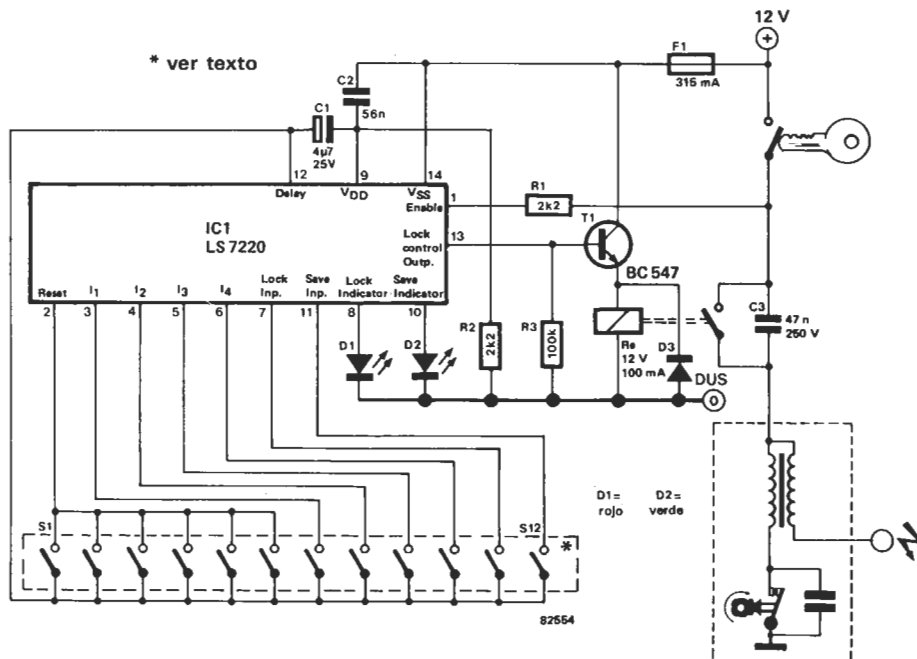 12 V
+
* ver texto
F1
315 mA
C2
56n
C1
4µ7
25V
12
9
14
Delay
VDD
VSS
Enable
1
R1
2k2
T1
IC1
LS 7220
Lock
control
Outp.
13
BC 547
Reset
I1
I2
I3
I4
Lock
Inp.
Save
Inp.
Lock
Indicator
Save
Indicator
2
3
4
5
6
7
11
8
10
R2
2k2
R3
100k
Re
12 V
100 mA
D3
DUS
C3
47 n
250 V
D1
D2
0
D1=
rojo
D2=
verde
S1
S12
*
82554